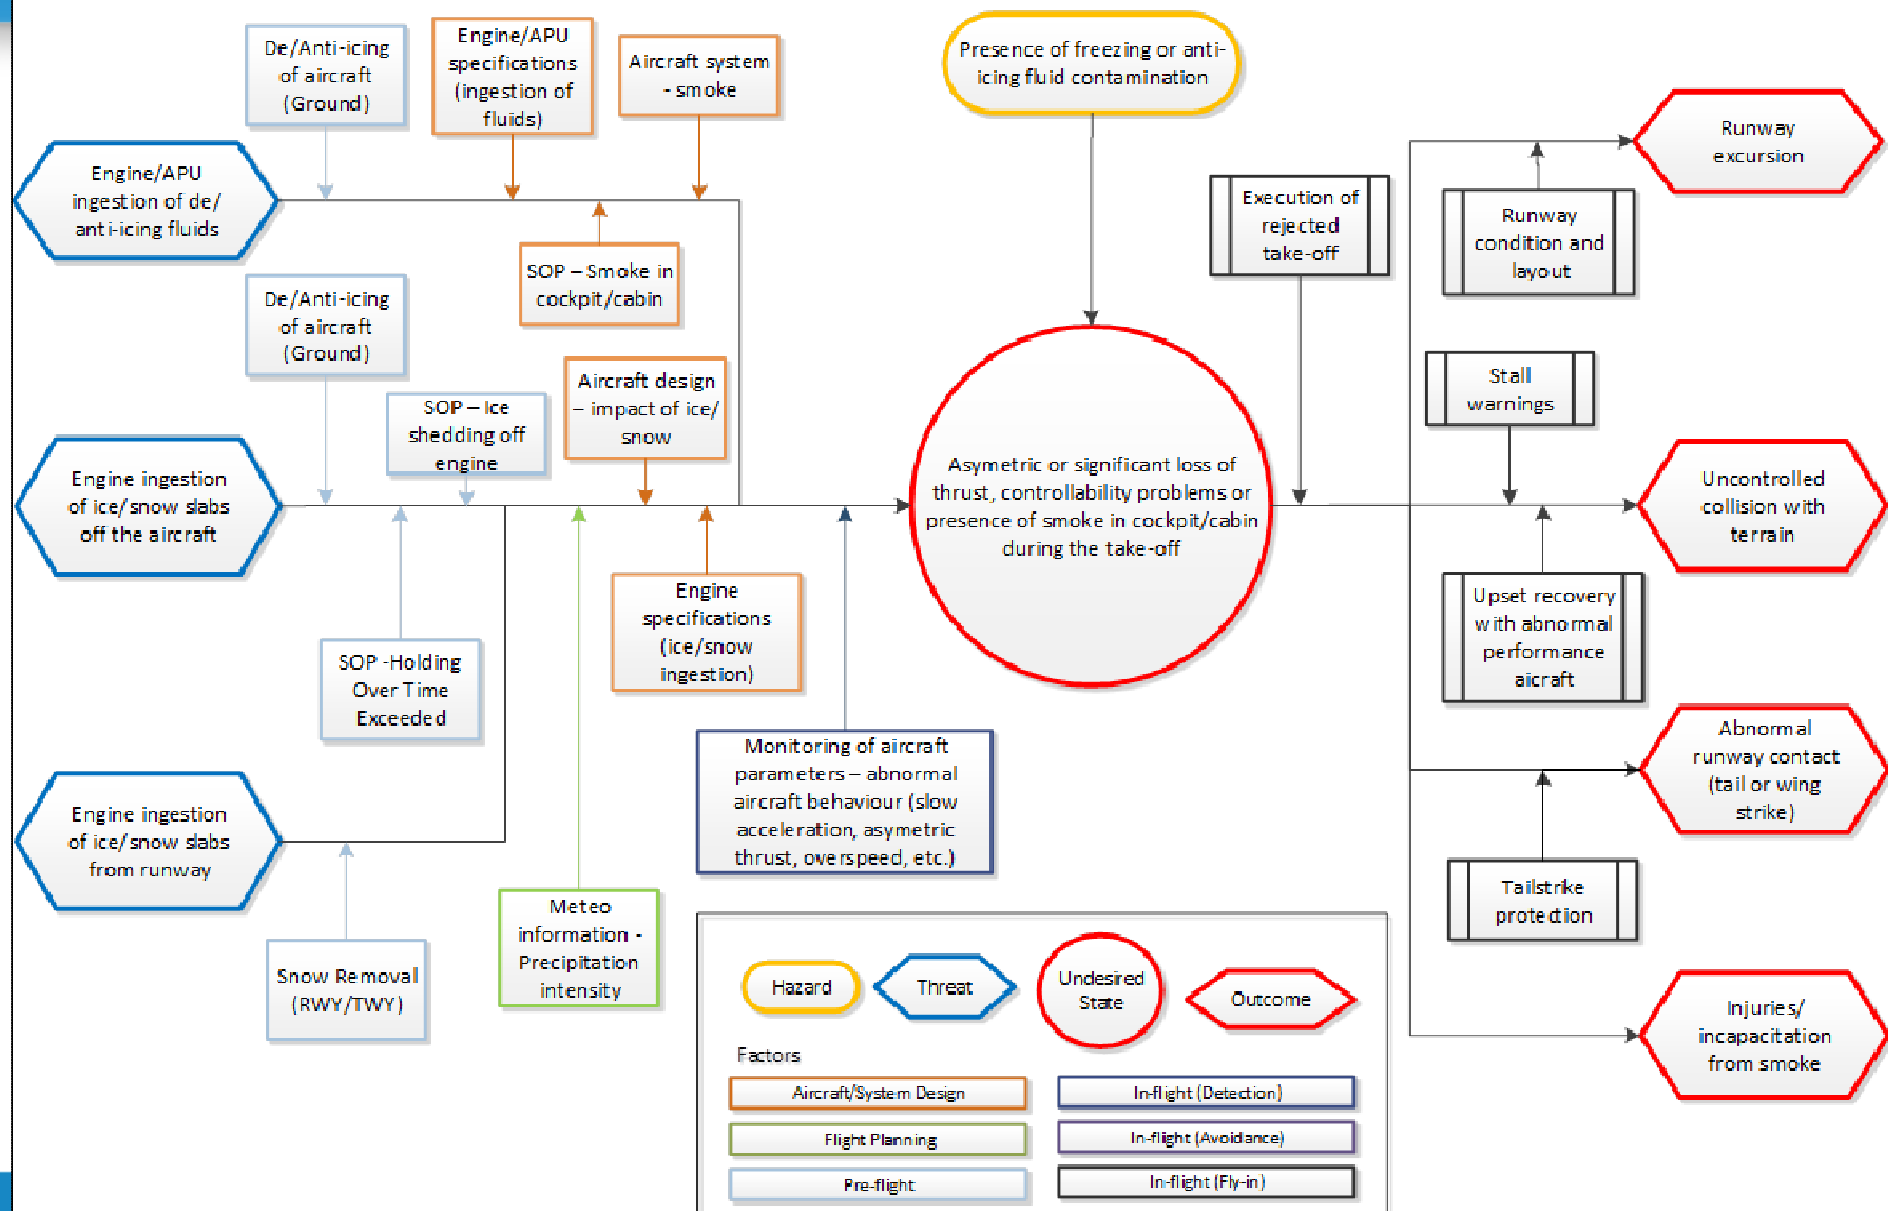 De/Anti-icing
of aircraft
(Ground)
Engine/APU
specifications
(ingestion of
fluids)
Aircraft system
- smoke
Presence of freezing or anti-
icing fluid contamination
Runway
excursion
Engine/APU
ingestion of de/
anti-icing fluids
Execution of
rejected
take-off
Runway
condition and
layout
SOP – Smoke in
cockpit/cabin
De/Anti-icing
of aircraft
(Ground)
SOP – Ice
shedding off
engine
Aircraft design
– impact of ice/
snow
Stall
warnings
Engine ingestion
of ice/snow slabs
off the aircraft
Asymetric or significant loss of
thrust, controllability problems or
presence of smoke in cockpit/cabin
during the take-off
Uncontrolled
collision with
terrain
Engine
specifications
(ice/snow
ingestion)
Upset recovery
with abnormal
performance
aicraft
SOP -Holding
Over Time
Exceeded
Abnormal
runway contact
(tail or wing
strike)
Monitoring of aircraft
parameters – abnormal
aircraft behaviour (slow
acceleration, asymetric
thrust, overspeed, etc.)
Engine ingestion
of ice/snow slabs
from runway
Tailstrike
protection
Meteo
information -
Precipitation
intensity
Snow Removal
(RWY/TWY)
Injuries/
incapacitation
from smoke
Hazard
Threat
Undesired
State
Outcome
Factors
Aircraft/System Design
In-flight (Detection)
Flight Planning
In-flight (Avoidance)
Pre-flight
In-flight (Fly-in)